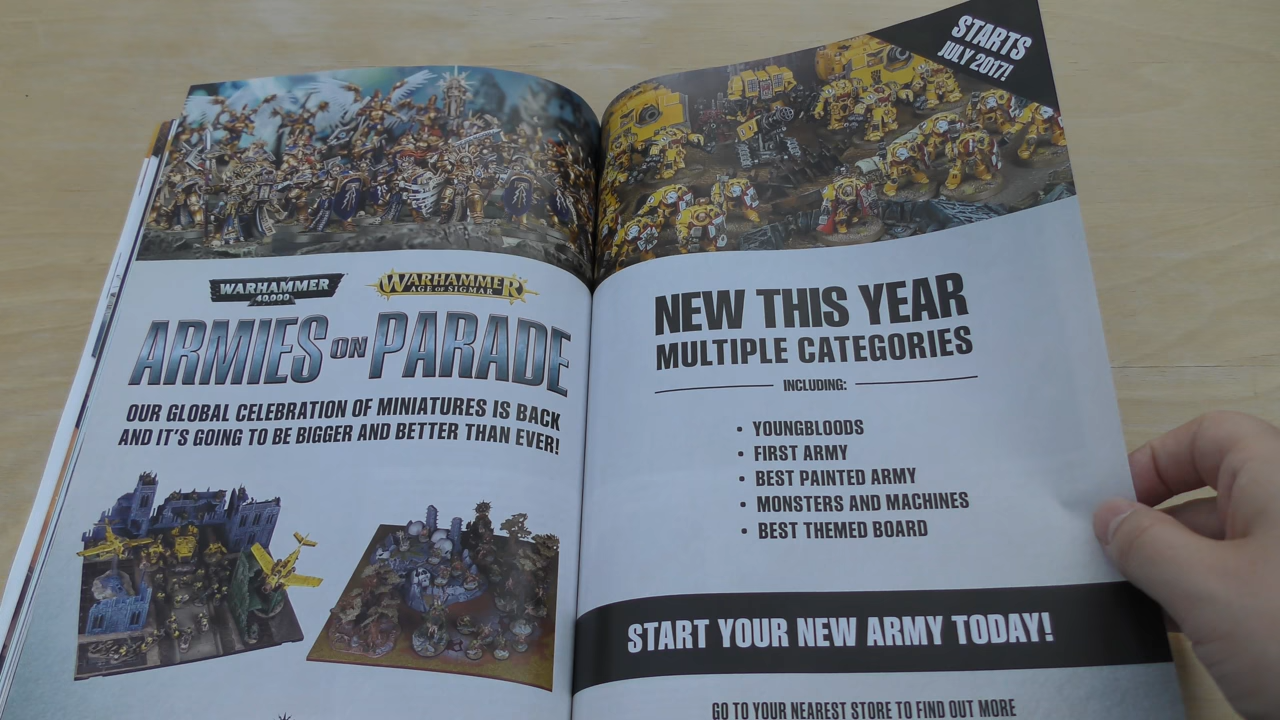 WARHAMMER
40,000
WARHAMMER
AGE OF SIGMAR
ARMIES ON PARADE
OUR GLOBAL CELEBRATION OF MINIATURES IS BACK
AND IT'S GOING TO BE BIGGER AND BETTER THAN EVER!
STARTS
JULY 2017!
NEW THIS YEAR
MULTIPLE CATEGORIES
INCLUDING:
• YOUNGBLOODS
• FIRST ARMY
• BEST PAINTED ARMY
• MONSTERS AND MACHINES
• BEST THEMED BOARD
START YOUR NEW ARMY TODAY!
GO TO YOUR NEAREST STORE TO FIND OUT MORE